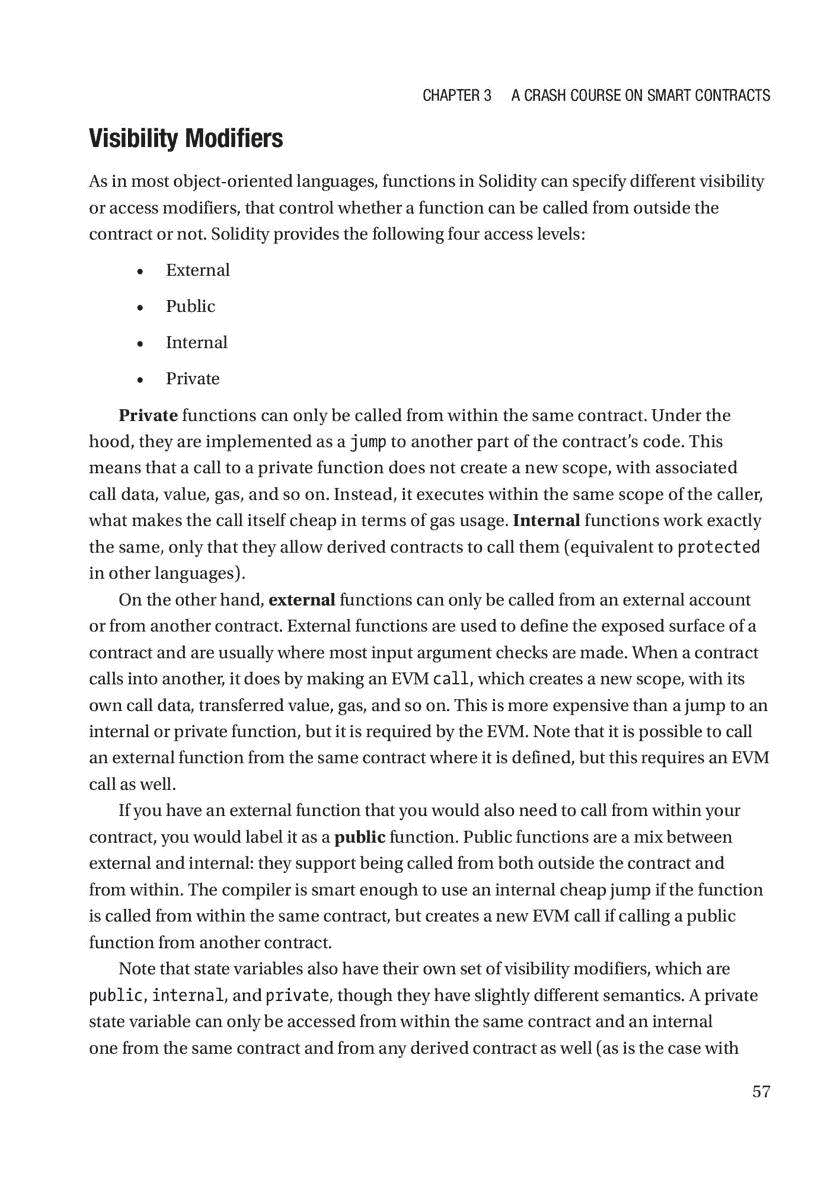 CHAPTER 3 A CRASH COURSE ON SMART CONTRACTS
Visibility Modifiers
As in most object-oriented languages, functions in Solidity can specify different visibility
or access modifiers, that control whether a function can be called from outside the
contract or not. Solidity provides the following four access levels:
• External
• Public
• Internal
• Private
Private functions can only be called from within the same contract. Under the
hood, they are implemented as a jump to another part of the contract’s code. This
means that a call to a private function does not create a new scope, with associated
call data, value, gas, and so on. Instead, it executes within the same scope of the caller,
what makes the call itself cheap in terms of gas usage. Internal functions work exactly
the same, only that they allow derived contracts to call them (equivalent to protected
in other languages).
On the other hand, external functions can only be called from an external account
or from another contract. External functions are used to define the exposed surface of a
contract and are usually where most input argument checks are made. When a contract
calls into another, it does by making an EVM call, which creates a new scope, with its
own call data, transferred value, gas, and so on. This is more expensive than a jump to an
internal or private function, but it is required by the EVM. Note that it is possible to call
an external function from the same contract where it is defined, but this requires an EVM
call as well.
If you have an external function that you would also need to call from within your
contract, you would label it as a public function. Public functions are a mix between
external and internal: they support being called from both outside the contract and
from within. The compiler is smart enough to use an internal cheap jump if the function
is called from within the same contract, but creates a new EVM call if calling a public
function from another contract.
Note that state variables also have their own set of visibility modifiers, which are
public, internal, and private, though they have slightly different semantics. A private
state variable can only be accessed from within the same contract and an internal
one from the same contract and from any derived contract as well (as is the case with
57